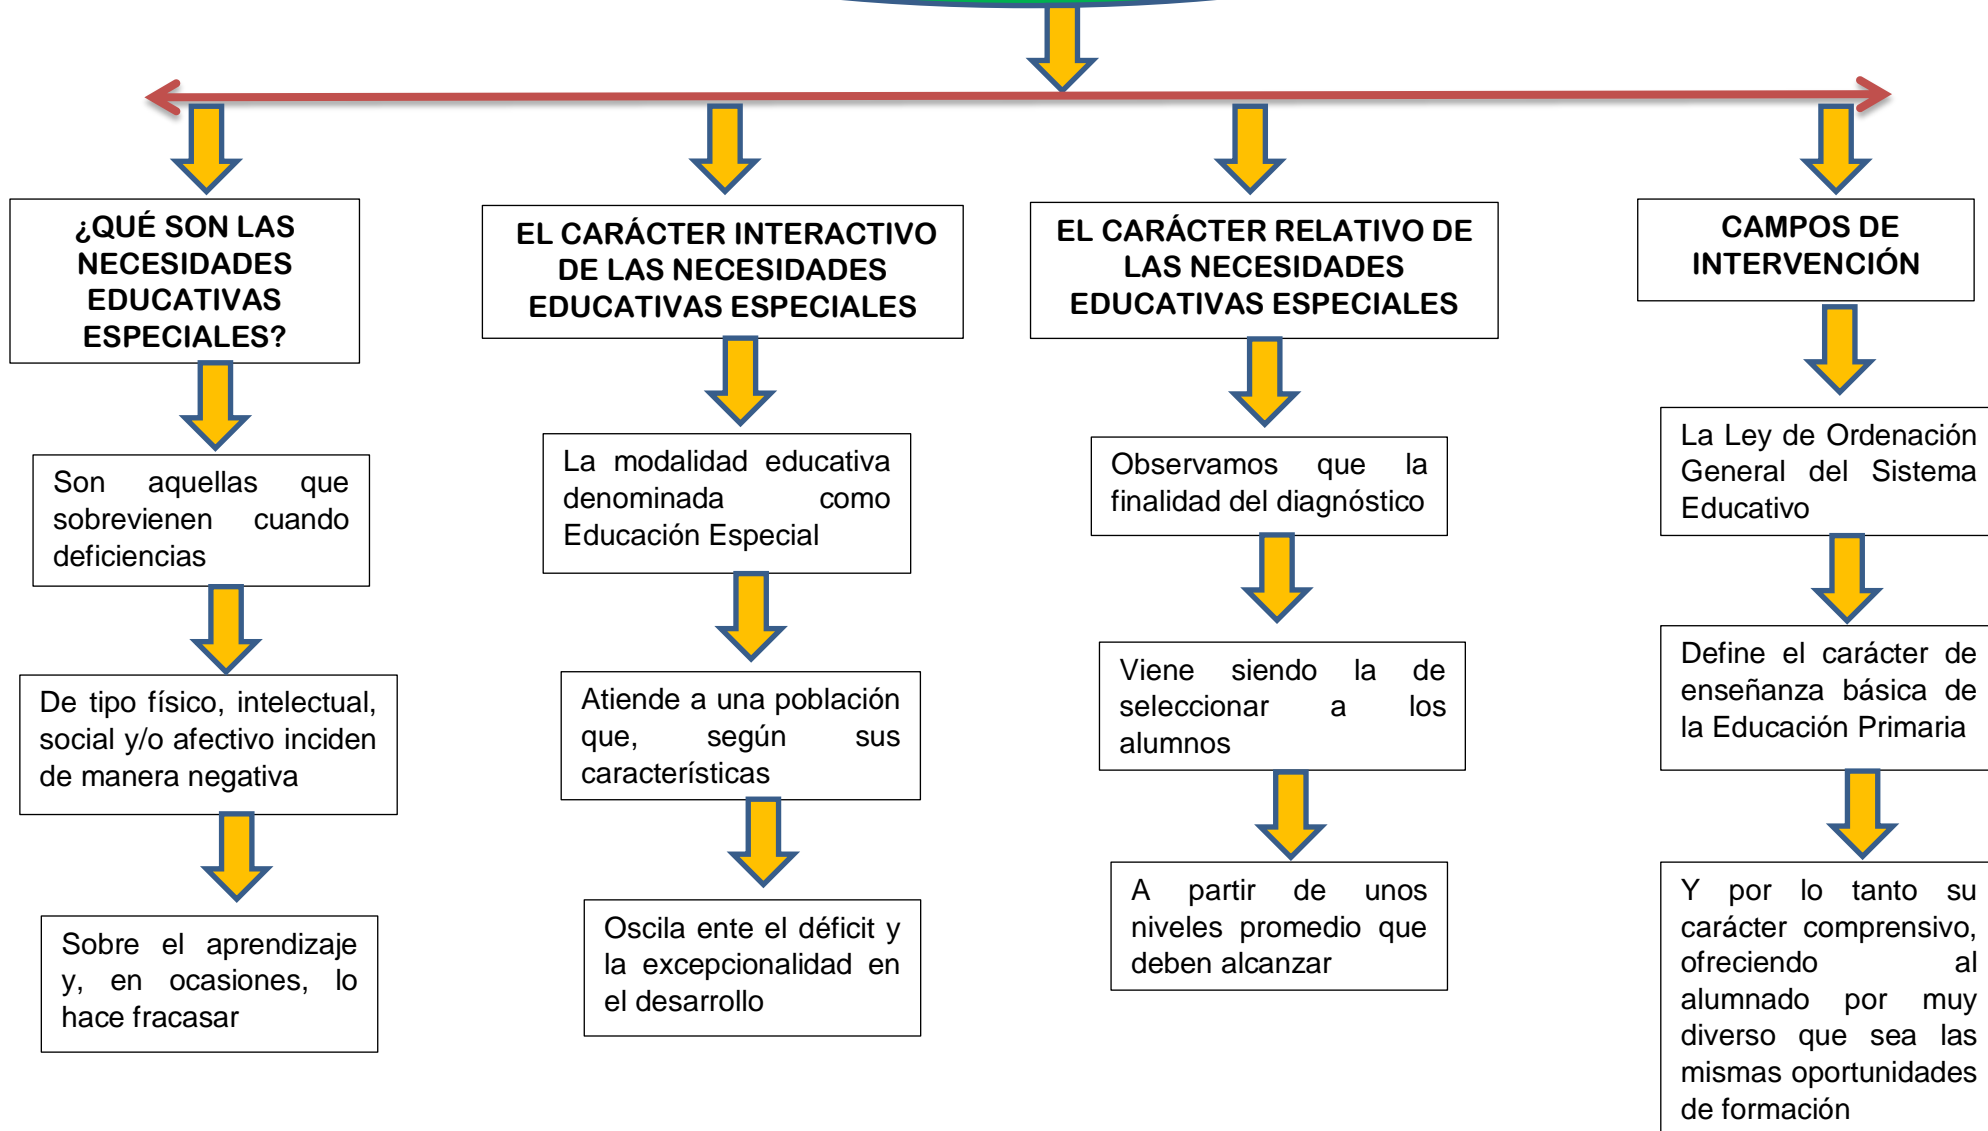 ¿QUÉ SON LAS
NECESIDADES
EDUCATIVAS
ESPECIALES?
Son aquellas que
sobrevienen cuando
deficiencias
De tipo físico, intelectual,
social y/o afectivo inciden
de manera negativa
Sobre el aprendizaje
y, en ocasiones, lo
hace fracasar
EL CARÁCTER INTERACTIVO
DE LAS NECESIDADES
EDUCATIVAS ESPECIALES
La modalidad educativa
denominada como
Educación Especial
Atiende a una población
que, según sus
características
Oscila ente el déficit y
la excepcionalidad en
el desarrollo
EL CARÁCTER RELATIVO DE
LAS NECESIDADES
EDUCATIVAS ESPECIALES
Observamos que la
finalidad del diagnóstico
Viene siendo la de
seleccionar a los
alumnos
A partir de unos
niveles promedio que
deben alcanzar
CAMPOS DE
INTERVENCIÓN
La Ley de Ordenación
General del Sistema
Educativo
Define el carácter de
enseñanza básica de
la Educación Primaria
Y por lo tanto su
carácter comprensivo,
ofreciendo al
alumnado por muy
diverso que sea las
mismas oportunidades
de formación